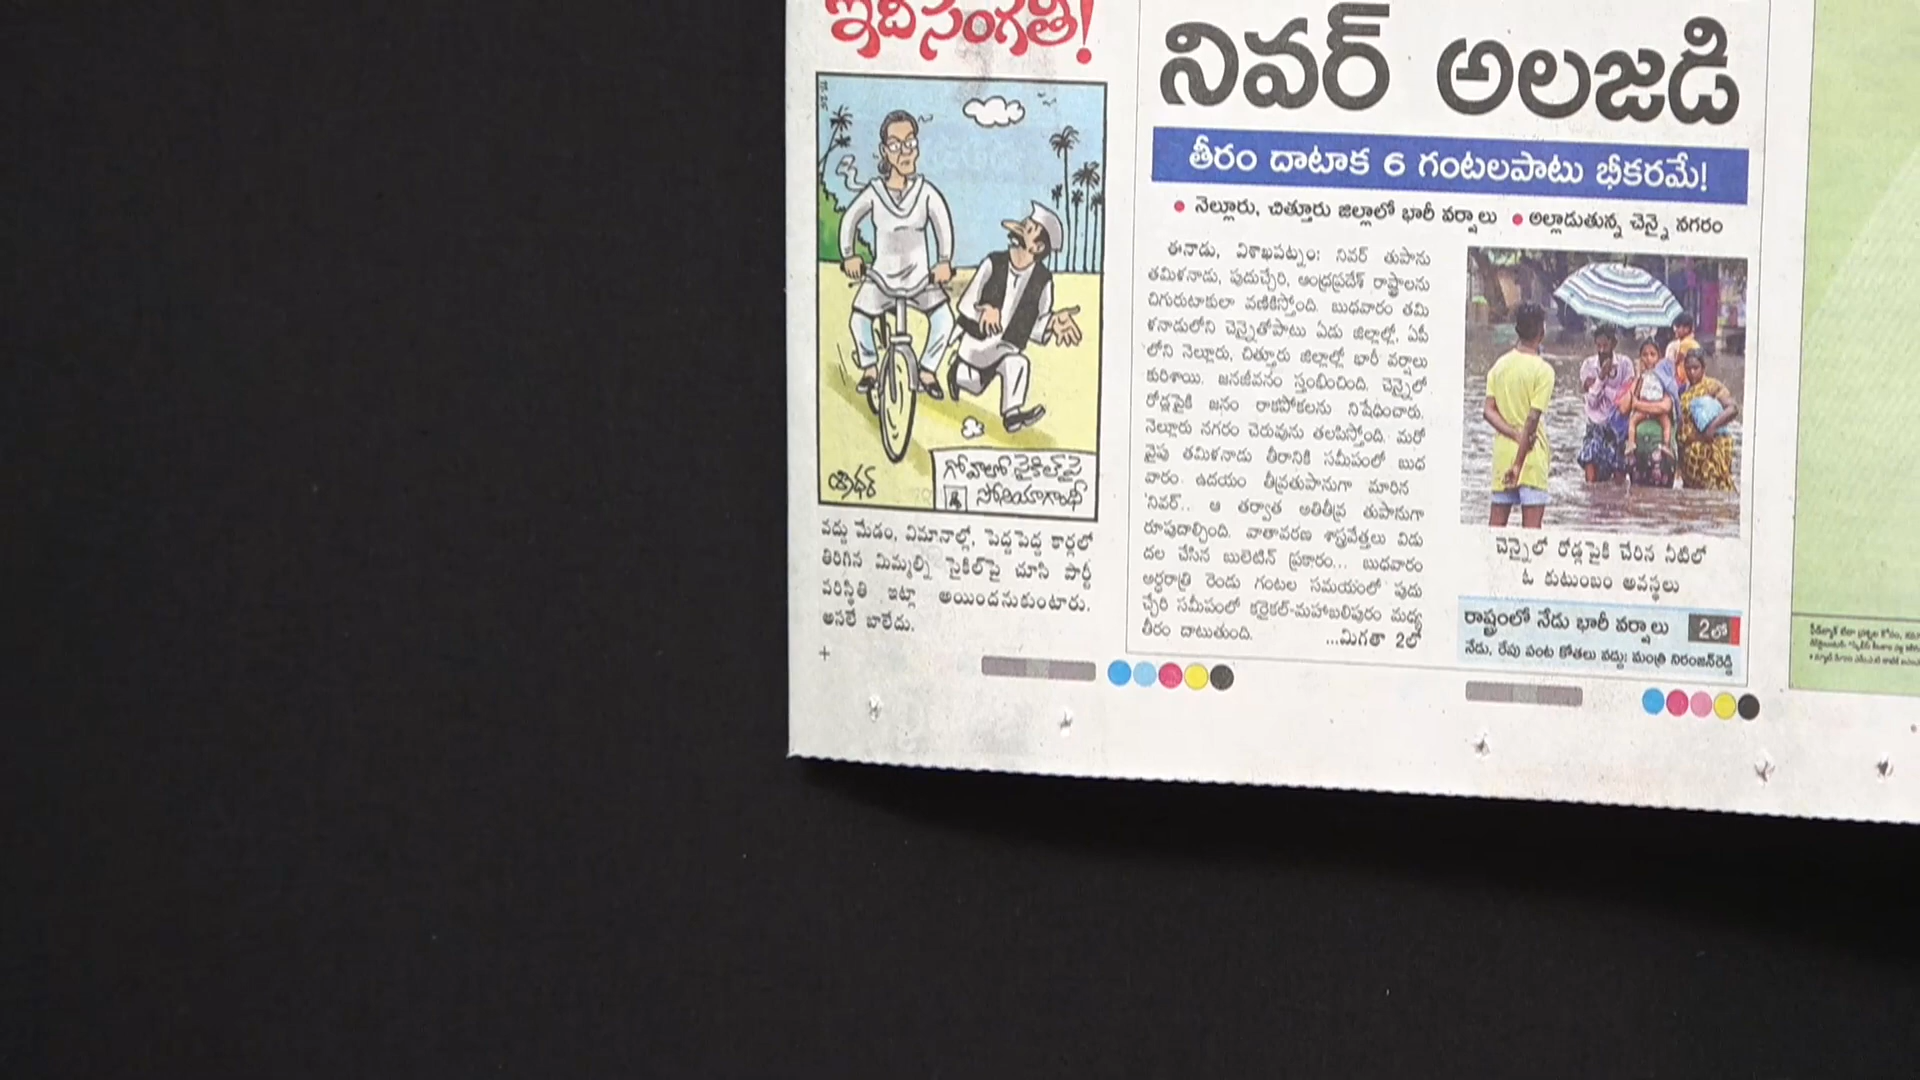 ఇదీ సంగతి!
గోవాలో సైకిల్‌పై
సోనియాగాంధీ
శ్రీధర్
వద్దు మేడం, విమానాల్లో, పెద్దపెద్ద కార్లలో
తిరిగిన మిమ్మల్ని సైకిల్‌పై చూసి పార్టీ
పరిస్థితి ఇట్లా అయిందనుకుంటారు.
అసలే బాలేదు.
నివర్ అలజడి
తీరం దాటాక 6 గంటలపాటు భీకరమే!
• నెల్లూరు, చిత్తూరు జిల్లాలో భారీ వర్షాలు • అల్లాడుతున్న చెన్నై నగరం
ఈనాడు, విశాఖపట్నం: నివర్ తుపాను
తమిళనాడు, పుదుచ్చేరి, ఆంధ్రప్రదేశ్ రాష్ట్రాలను
చిగురుటాకులా వణికిస్తోంది. బుధవారం తమి
ళనాడులోని చెన్నైతోపాటు ఏడు జిల్లాల్లో, ఏపీ
లోని నెల్లూరు, చిత్తూరు జిల్లాల్లో భారీ వర్షాలు
కురిశాయి. జనజీవనం స్తంభించింది. చెన్నైలో
రోడ్లపైకి జనం రాకపోకలను నిషేధించారు.
నెల్లూరు నగరం చెరువును తలపిస్తోంది. మరో
వైపు తమిళనాడు తీరానికి సమీపంలో బుధ
వారం ఉదయం తీవ్రతుపానుగా మారిన
'నివర్'.. ఆ తర్వాత అతితీవ్ర తుపానుగా
రూపుదాల్చింది. వాతావరణ శాస్త్రవేత్తలు విడు
దల చేసిన బులెటిన్ ప్రకారం... బుధవారం
అర్ధరాత్రి రెండు గంటల సమయంలో పుదు
చ్చేరి సమీపంలో కరైకల్-మహాబలిపురం మధ్య
తీరం దాటుతుంది. ...మిగతా 2లో
చెన్నైలో రోడ్లపైకి చేరిన నీటిలో
ఓ కుటుంబం అవస్థలు
రాష్ట్రంలో నేడు భారీ వర్షాలు 2లో
నేడు, రేపు పంట కోతలు వద్దు: మంత్రి నిరంజన్‌రెడ్డి